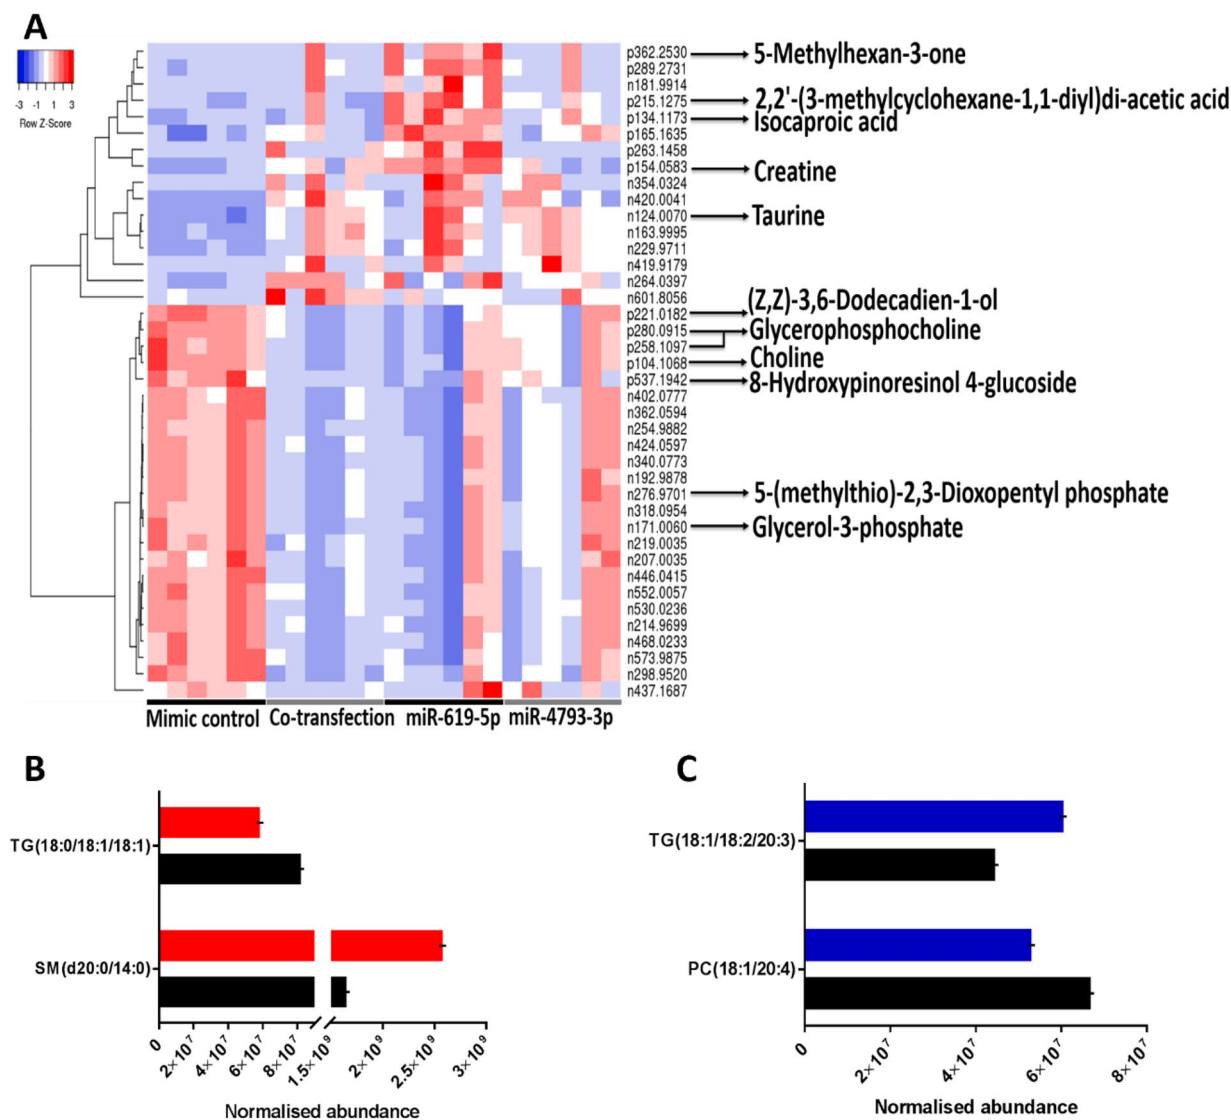 A
-3 -1 1 3
Row Z-Score
p362.2530
p289.2731
n181.9914
p215.1275
p134.1173
p165.1635
p263.1458
p154.0583
n354.0324
n420.0041
n124.0070
n163.9995
n229.9711
n419.9179
n264.0397
n601.8056
p221.0182
p280.0915
p258.1097
p104.1068
p537.1942
n402.0777
n362.0594
n254.9882
n424.0597
n340.0773
n192.9878
n276.9701
n318.0954
n171.0060
n219.0035
n207.0035
n446.0415
n552.0057
n530.0236
n214.9699
n468.0233
n573.9875
n298.9520
n437.1687
5-Methylhexan-3-one
2,2'-(3-methylcyclohexane-1,1-diyl)di-acetic acid
Isocaproic acid
Creatine
Taurine
(Z,Z)-3,6-Dodecadien-1-ol
Glycerophosphocholine
Choline
8-Hydroxypinoresinol 4-glucoside
5-(methylthio)-2,3-Dioxopentyl phosphate
Glycerol-3-phosphate
Mimic control Co-transfection miR-619-5p miR-4793-3p
B
TG(18:0/18:1/18:1)
SM(d20:0/14:0)
0 2×10⁷ 4×10⁷ 6×10⁷ 8×10⁷ 1.5×10⁹ 2×10⁹ 2.5×10⁹ 3×10⁹
Normalised abundance
C
TG(18:1/18:2/20:3)
PC(18:1/20:4)
0 2×10⁷ 4×10⁷ 6×10⁷ 8×10⁷
Normalised abundance